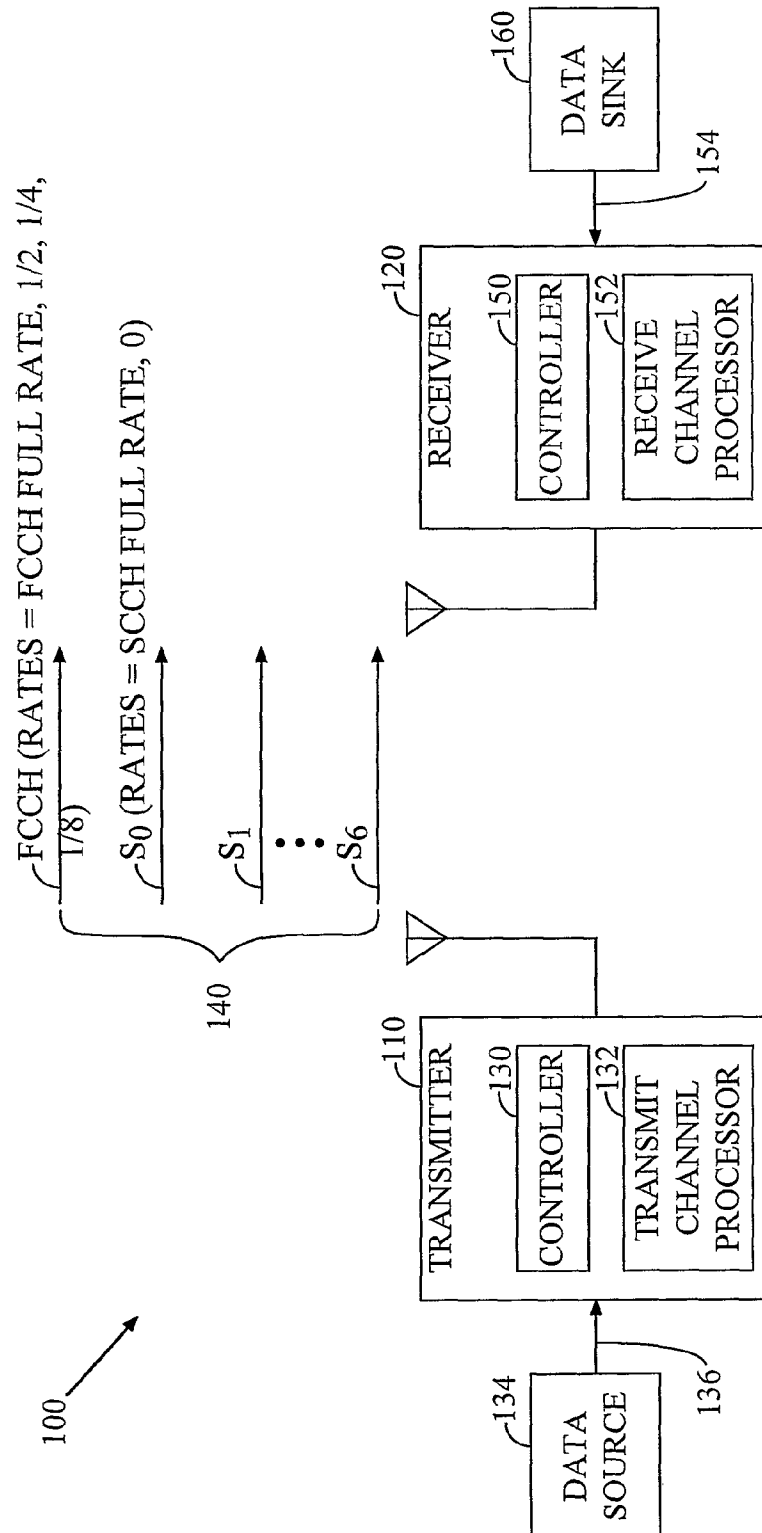 100
FCCH (RATES = FCCH FULL RATE, 1/2, 1/4,
1/8)
S0 (RATES = SCCH FULL RATE, 0)
S1
S6
140
110
TRANSMITTER
130
CONTROLLER
132
TRANSMIT
CHANNEL
PROCESSOR
134
DATA
SOURCE
136
120
RECEIVER
150
CONTROLLER
152
RECEIVE
CHANNEL
PROCESSOR
160
DATA
SINK
154